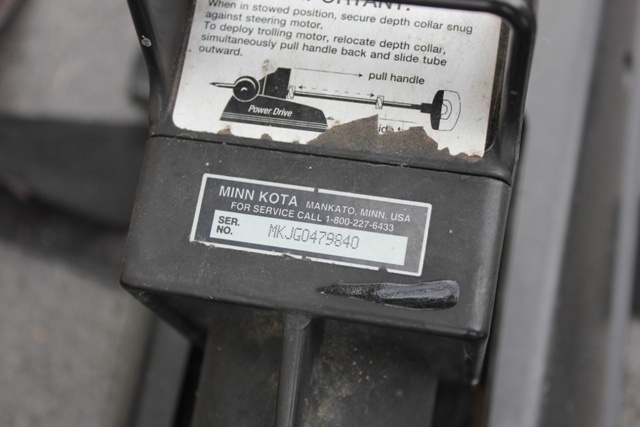 When in stowed position, secure depth collar snug
against steering motor.
To deploy trolling motor, relocate depth collar,
simultaneously pull handle back and slide tube
outward.
pull handle
Power Drive
MINN KOTA MANKATO, MINN. USA
FOR SERVICE CALL 1-800-227-6433
SER.
NO. MKJG0479840